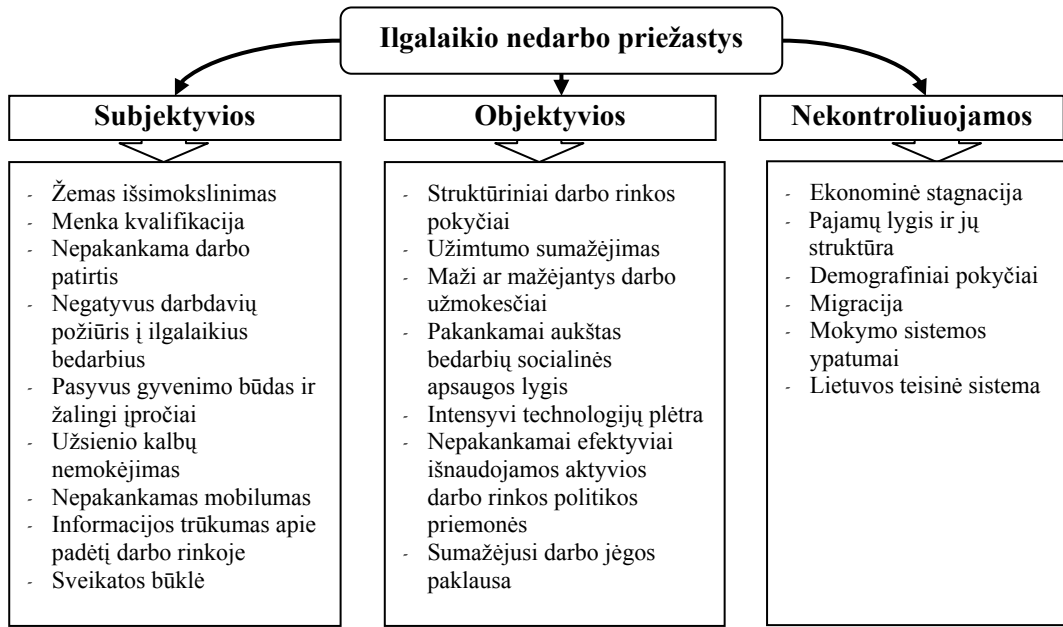 Ilgalaikio nedarbo priežastys
Subjektyvios
- Žemas išsimokslinimas
- Menka kvalifikacija
- Nepakankama darbo
patirtis
- Negatyvus darbdavių
požiūris į ilgalaikius
bedarbius
- Pasyvus gyvenimo būdas ir
žalingi įpročiai
- Užsienio kalbų
nemokėjimas
- Nepakankamas mobilumas
- Informacijos trūkumas apie
padėtį darbo rinkoje
- Sveikatos būklė
Objektyvios
- Struktūriniai darbo rinkos
pokyčiai
- Užimtumo sumažėjimas
- Maži ar mažėjantys darbo
užmokesčiai
- Pakankamai aukštas
bedarbių socialinės
apsaugos lygis
- Intensyvi technologijų plėtra
- Nepakankamai efektyviai
išnaudojamos aktyvios
darbo rinkos politikos
priemonės
- Sumažėjusi darbo jėgos
paklausa
Nekontroliuojamos
- Ekonominė stagnacija
- Pajamų lygis ir jų
struktūra
- Demografiniai pokyčiai
- Migracija
- Mokymo sistemos
ypatumai
- Lietuvos teisinė sistema